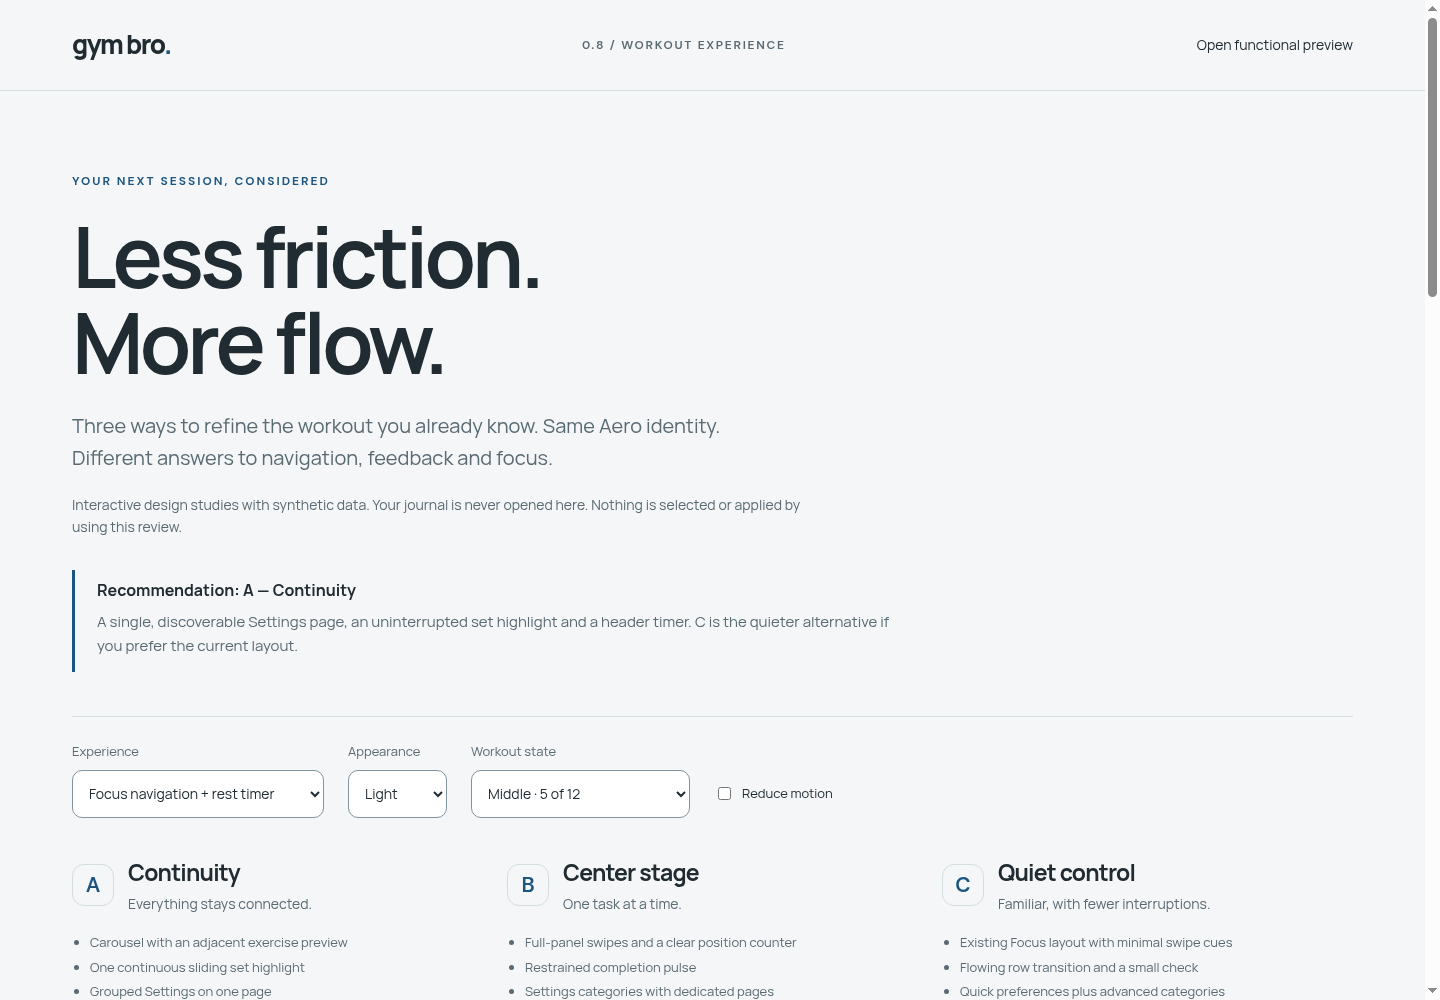 gym bro.
0.8 / WORKOUT EXPERIENCE
Open functional preview
YOUR NEXT SESSION, CONSIDERED
Less friction.
More flow.
Three ways to refine the workout you already know. Same Aero identity.
Different answers to navigation, feedback and focus.
Interactive design studies with synthetic data. Your journal is never opened here. Nothing is selected or applied by
using this review.
Recommendation: A — Continuity
A single, discoverable Settings page, an uninterrupted set highlight and a header timer. C is the quieter alternative if
you prefer the current layout.
Experience
Appearance
Workout state
Focus navigation + rest timer
Light
Middle · 5 of 12
Reduce motion
A
Continuity
Everything stays connected.
• Carousel with an adjacent exercise preview
• One continuous sliding set highlight
• Grouped Settings on one page
B
Center stage
One task at a time.
• Full-panel swipes and a clear position counter
• Restrained completion pulse
• Settings categories with dedicated pages
C
Quiet control
Familiar, with fewer interruptions.
• Existing Focus layout with minimal swipe cues
• Flowing row transition and a small check
• Quick preferences plus advanced categories